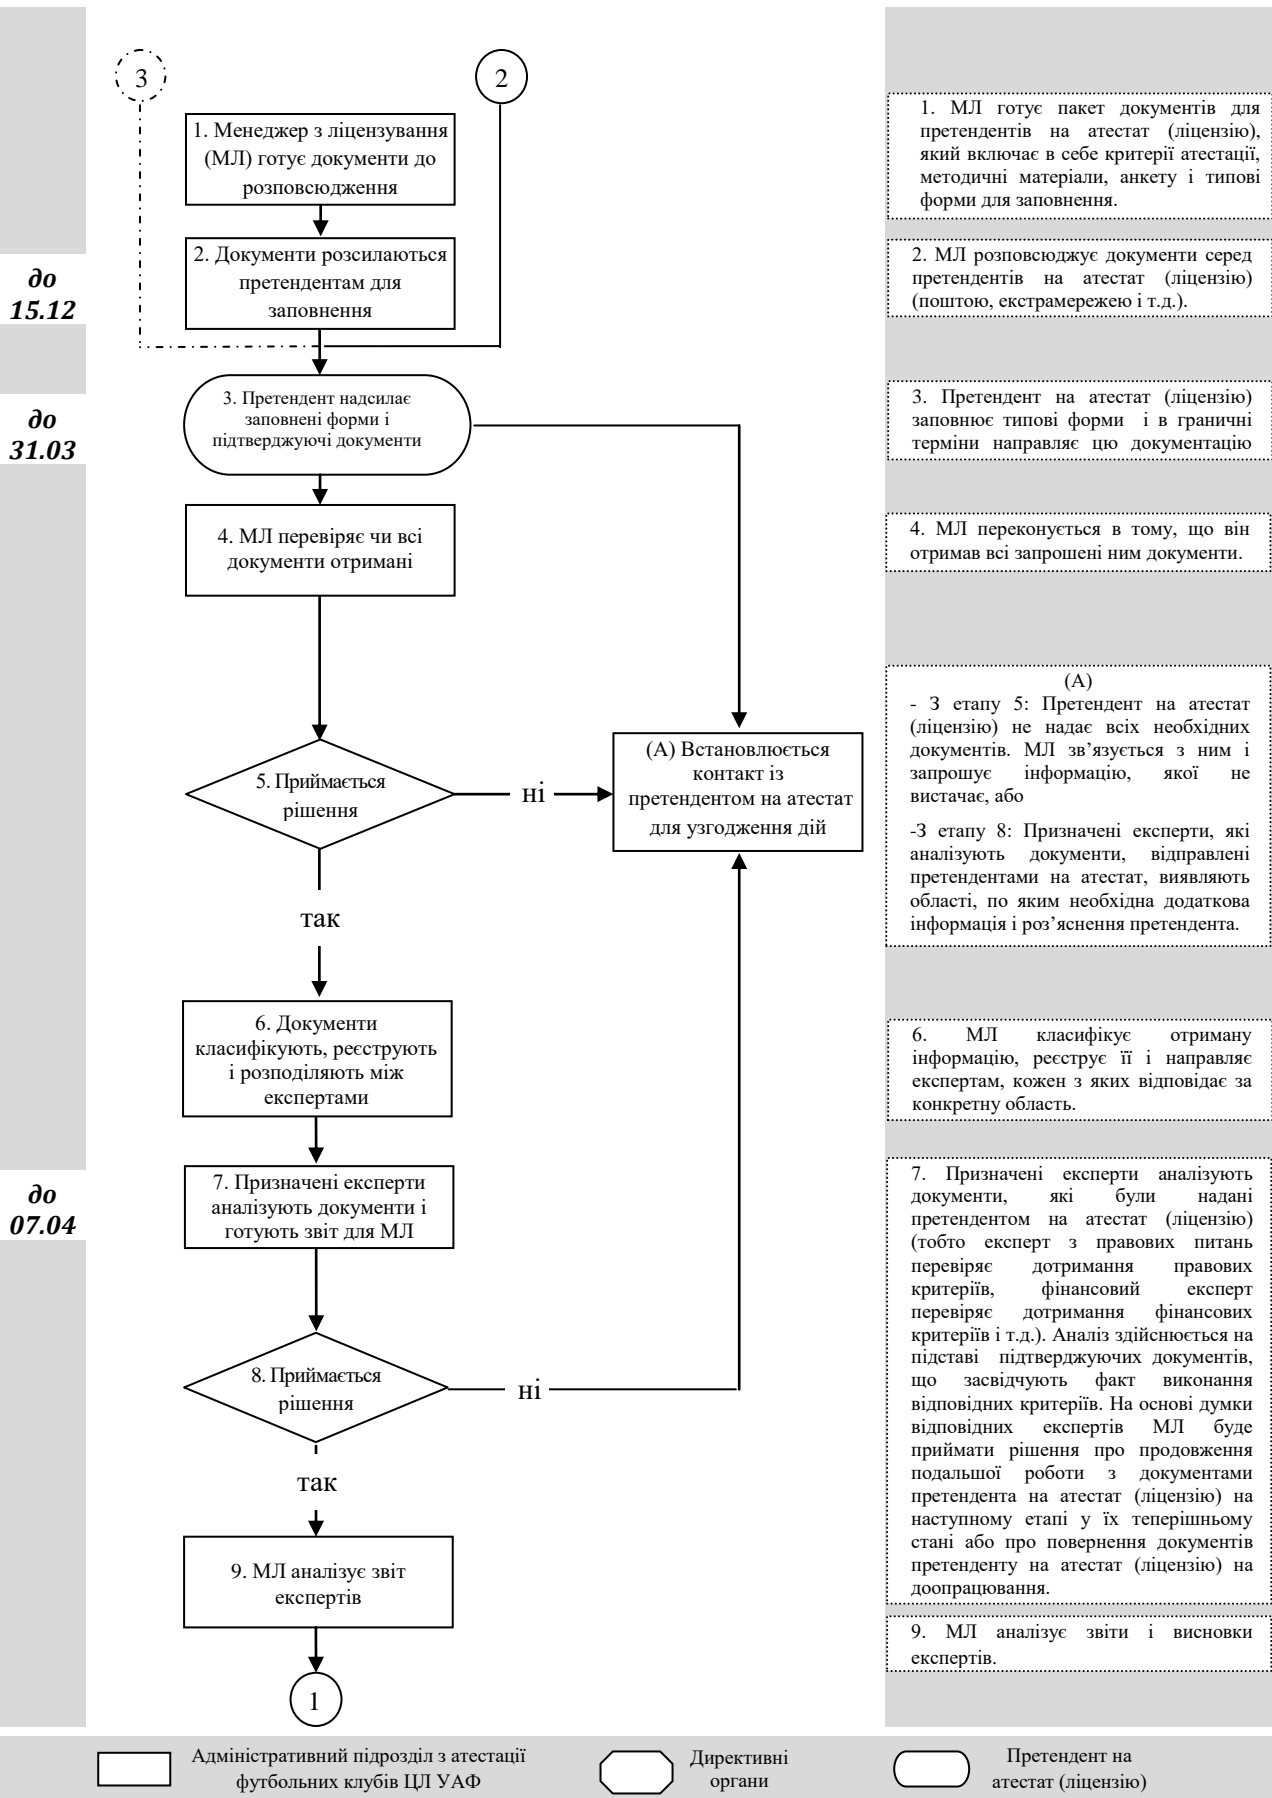 3
2
1. Менеджер з ліцензування
(МЛ) готує документи до
розповсюдження
1. МЛ готує пакет документів для
претендентів на атестат (ліцензію),
який включає в себе критерії атестації,
методичні матеріали, анкету і типові
форми для заповнення.
до
15.12
2. Документи розсилаються
претендентам для
заповнення
2. МЛ розповсюджує документи серед
претендентів на атестат (ліцензію)
(поштою, екстрамережею і т.д.).
до
31.03
3. Претендент надсилає
заповнені форми і
підтверджуючі документи
3. Претендент на атестат (ліцензію)
заповнює типові форми і в граничні
терміни направляє цю документацію
4. МЛ перевіряє чи всі
документи отримані
4. МЛ переконується в тому, що він
отримав всі запрошені ним документи.
5. Приймається
рішення
ні
(А) Встановлюється
контакт із
претендентом на атестат
для узгодження дій
(А)
- З етапу 5: Претендент на атестат
(ліцензію) не надає всіх необхідних
документів. МЛ зв’язується з ним і
запрошує інформацію, якої не
вистачає, або
-З етапу 8: Призначені експерти, які
аналізують документи, відправлені
претендентами на атестат, виявляють
області, по яким необхідна додаткова
інформація і роз’яснення претендента.
так
6. Документи
класифікують, реєструють
і розподіляють між
експертами
6. МЛ класифікує отриману
інформацію, реєструє її і направляє
експертам, кожен з яких відповідає за
конкретну область.
до
07.04
7. Призначені експерти
аналізують документи і
готують звіт для МЛ
7. Призначені експерти аналізують
документи, які були надані
претендентом на атестат (ліцензію)
(тобто експерт з правових питань
перевіряє дотримання правових
критеріїв, фінансовий експерт
перевіряє дотримання фінансових
критеріїв і т.д.). Аналіз здійснюється на
підставі підтверджуючих документів,
що засвідчують факт виконання
відповідних критеріїв. На основі думки
відповідних експертів МЛ буде
приймати рішення про продовження
подальшої роботи з документами
претендента на атестат (ліцензію) на
наступному етапі у їх теперішньому
стані або про повернення документів
претенденту на атестат (ліцензію) на
доопрацювання.
8. Приймається
рішення
ні
так
9. МЛ аналізує звіт
експертів
9. МЛ аналізує звіти і висновки
експертів.
1
Адміністративний підрозділ з атестації
футбольних клубів ЦЛ УАФ
Директивні
органи
Претендент на
атестат (ліцензію)